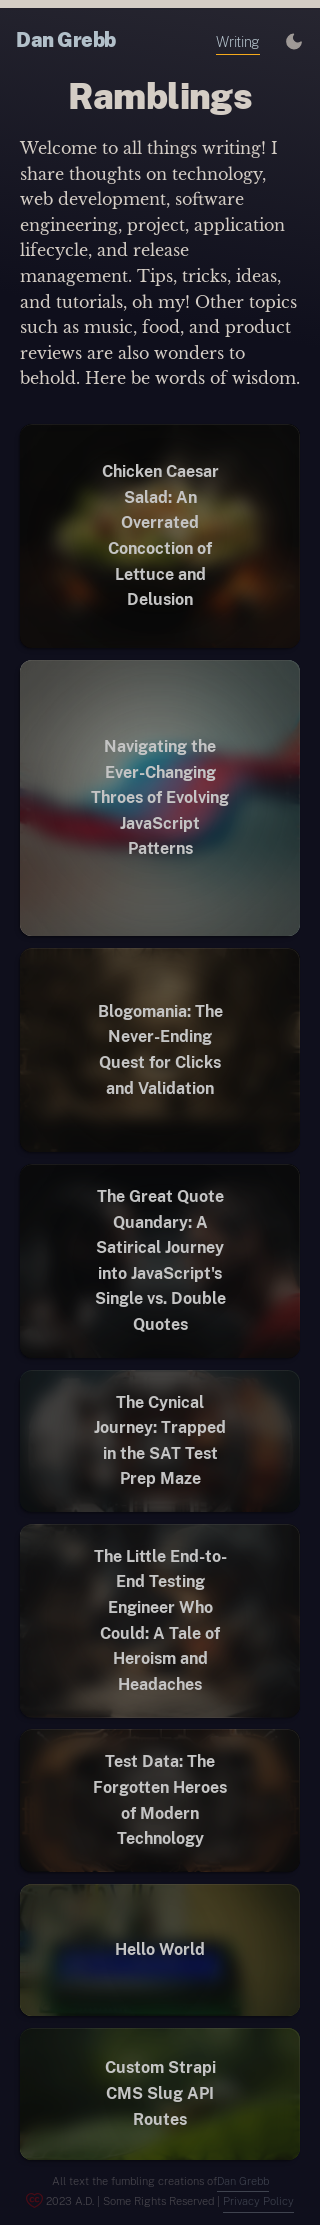 Dan Grebb
Writing
Ramblings
Welcome to all things writing! I
share thoughts on technology,
web development, software
engineering, project, application
lifecycle, and release
management. Tips, tricks, ideas,
and tutorials, oh my! Other topics
such as music, food, and product
reviews are also wonders to
behold. Here be words of wisdom.
Chicken Caesar
Salad: An
Overrated
Concoction of
Lettuce and
Delusion
Navigating the
Ever-Changing
Throes of Evolving
JavaScript
Patterns
Blogomania: The
Never-Ending
Quest for Clicks
and Validation
The Great Quote
Quandary: A
Satirical Journey
into JavaScript's
Single vs. Double
Quotes
The Cynical
Journey: Trapped
in the SAT Test
Prep Maze
The Little End-to-
End Testing
Engineer Who
Could: A Tale of
Heroism and
Headaches
Test Data: The
Forgotten Heroes
of Modern
Technology
Hello World
Custom Strapi
CMS Slug API
Routes
All text the fumbling creations ofDan Grebb
2023 A.D. | Some Rights Reserved | Privacy Policy